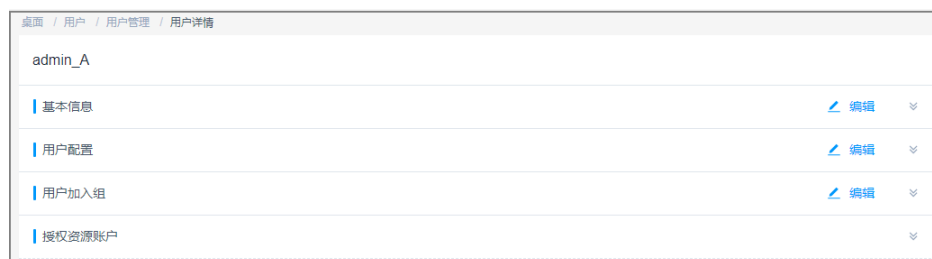 桌面 / 用户 / 用户管理 / 用户详情
admin_A
基本信息 编辑
用户配置 编辑
用户加入组 编辑
授权资源账户